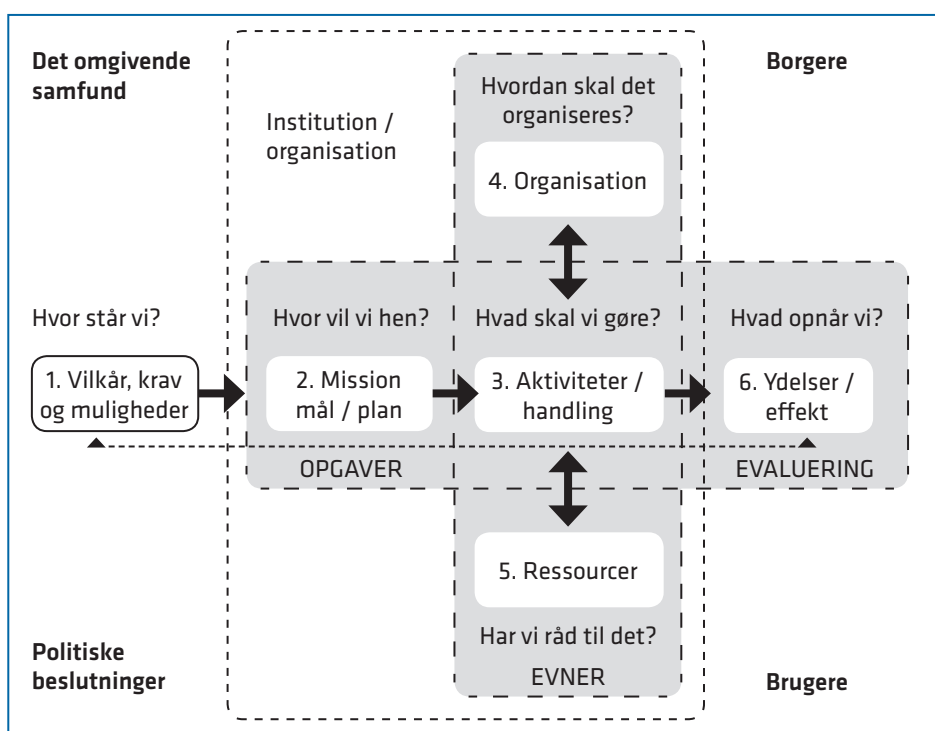 Det omgivende
samfund
Institution /
organisation
Hvordan skal det
organiseres?
4. Organisation
Borgere
Hvor står vi?
1. Vilkår, krav
og muligheder
Hvor vil vi hen?
2. Mission
mål / plan
OPGAVER
Hvad skal vi gøre?
3. Aktiviteter /
handling
Hvad opnår vi?
6. Ydelser /
effekt
EVALUERING
5. Ressourcer
Har vi råd til det?
EVNER
Politiske
beslutninger
Brugere